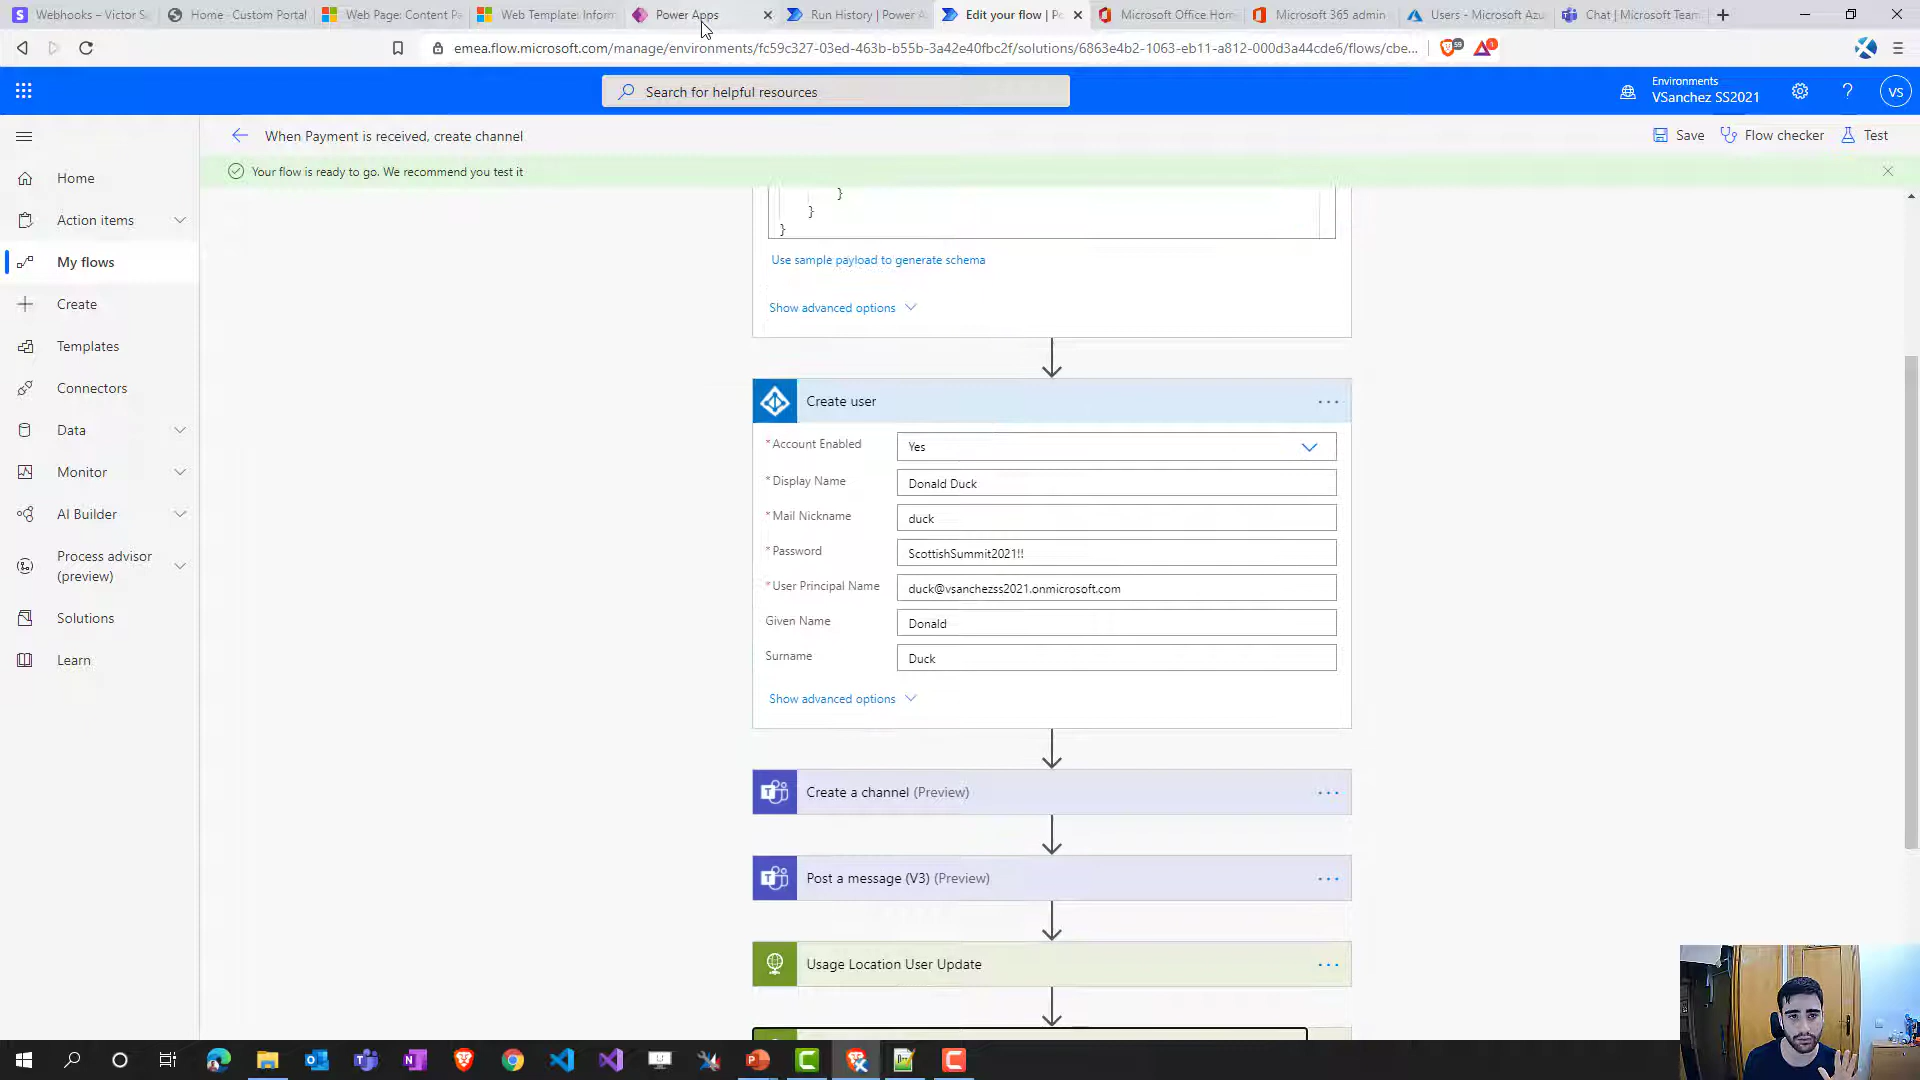 Webhooks – Victor S
Home · Custom Portal
Web Page: Content Pa
Web Template: Inform
Power Apps
Run History | Power A
Edit your flow | Po
Microsoft Office Hom
Microsoft 365 admin
Users - Microsoft Azu
Chat | Microsoft Team
emea.flow.microsoft.com/manage/environments/fc59c327-03ed-463b-b55b-3a42e40fbc2f/solutions/6863e4b2-1063-eb11-a812-000d3a44cde6/flows/cbe...
59
1
Search for helpful resources
Environments
VSanchez SS2021
?
VS
When Payment is received, create channel
Save
Flow checker
Test
Your flow is ready to go. We recommend you test it
Home
Action items
My flows
Create
Templates
Connectors
Data
Monitor
AI Builder
Process advisor
(preview)
Solutions
Learn
}
}
}
Use sample payload to generate schema
Show advanced options
Create user
...
*Account Enabled
Yes
*Display Name
Donald Duck
*Mail Nickname
duck
*Password
ScottishSummit2021!!
*User Principal Name
duck@vsanchezss2021.onmicrosoft.com
Given Name
Donald
Surname
Duck
Show advanced options
Create a channel (Preview)
...
Post a message (V3) (Preview)
...
Usage Location User Update
...